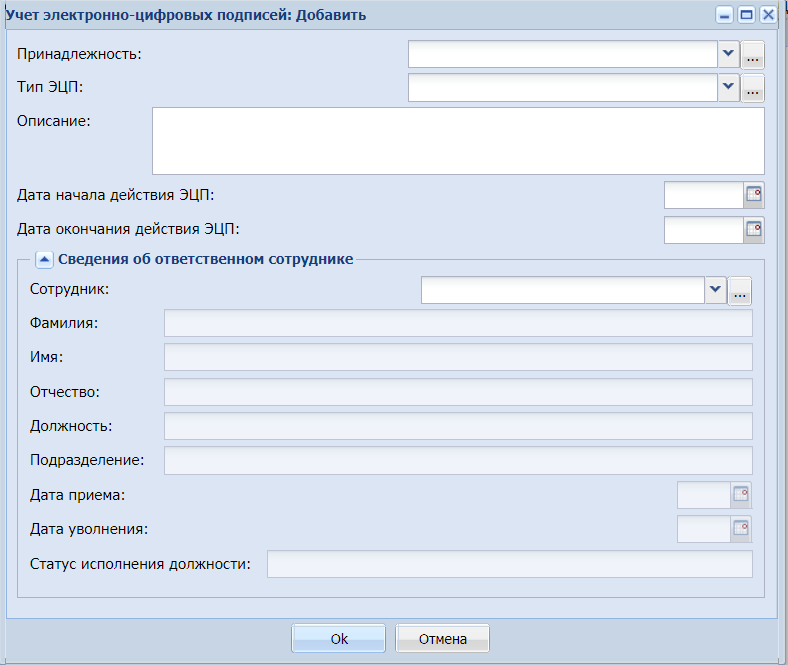 Учет электронно-цифровых подписей: Добавить
Принадлежность:
...
Тип ЭЦП:
...
Описание:
Дата начала действия ЭЦП:
Дата окончания действия ЭЦП:
Сведения об ответственном сотруднике
Сотрудник:
...
Фамилия:
Имя:
Отчество:
Должность:
Подразделение:
Дата приема:
Дата уволнения:
Статус исполнения должности:
Ok Отмена